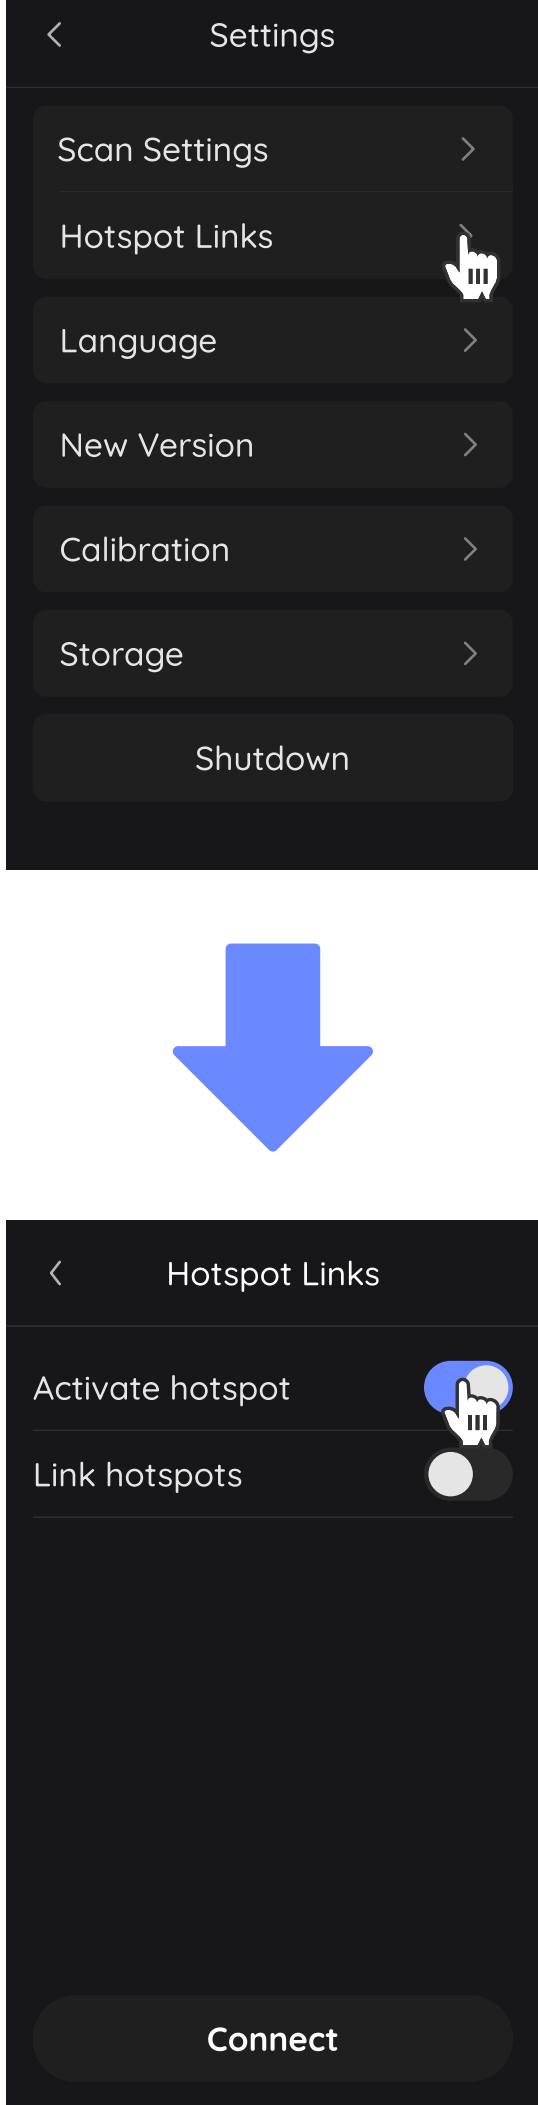 Settings
Scan Settings
Hotspot Links
Language
New Version
Calibration
Storage
Shutdown
Hotspot Links
Activate hotspot
Link hotspots
Connect